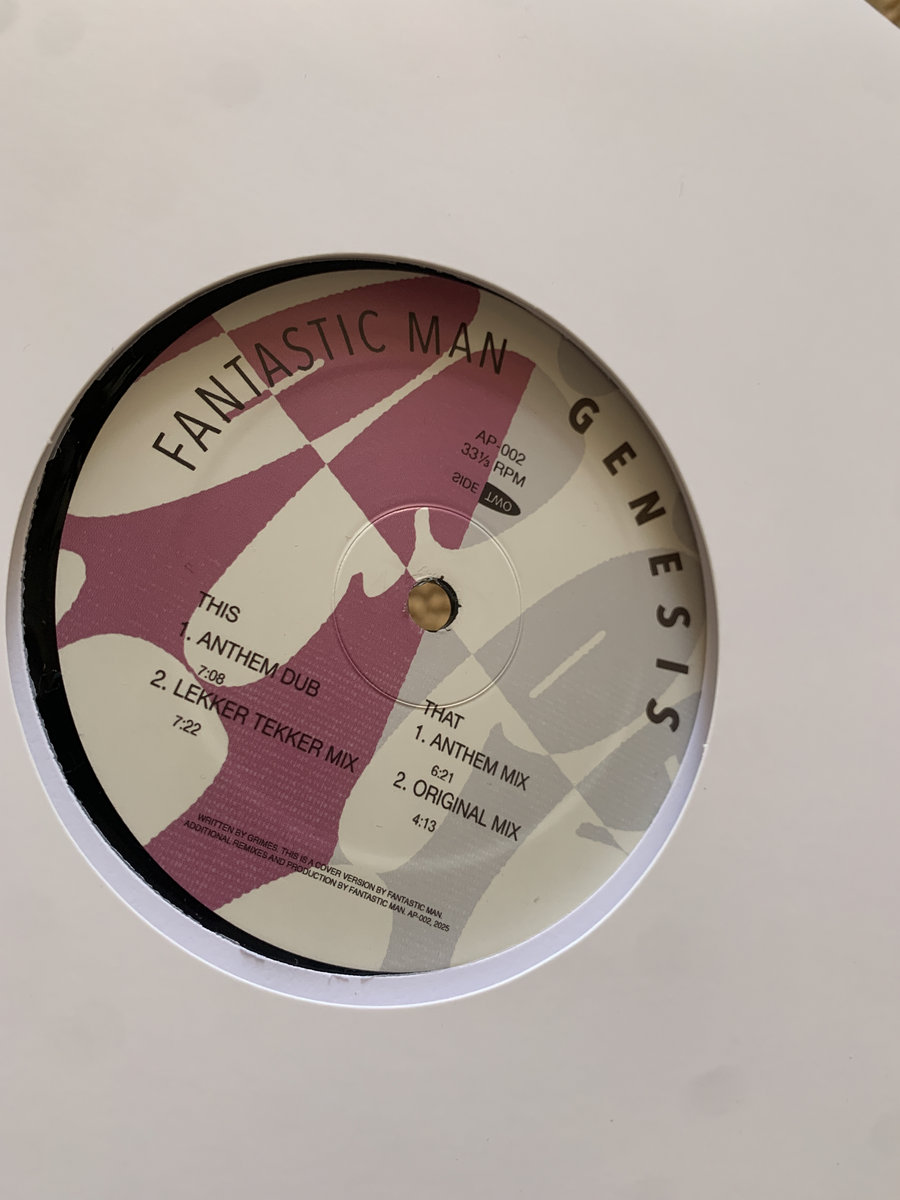 FANTASTIC MAN
GENESIS
AP-002
33⅓ RPM
SIDE TWO
THIS
1. ANTHEM DUB
7:08
2. LEKKER TEKKER MIX
7:22
THAT
1. ANTHEM MIX
6:21
2. ORIGINAL MIX
4:13
WRITTEN BY GRIMES. THIS IS A COVER VERSION BY FANTASTIC MAN.
ADDITIONAL REMIXES AND PRODUCTION BY FANTASTIC MAN. AP-002, 2025